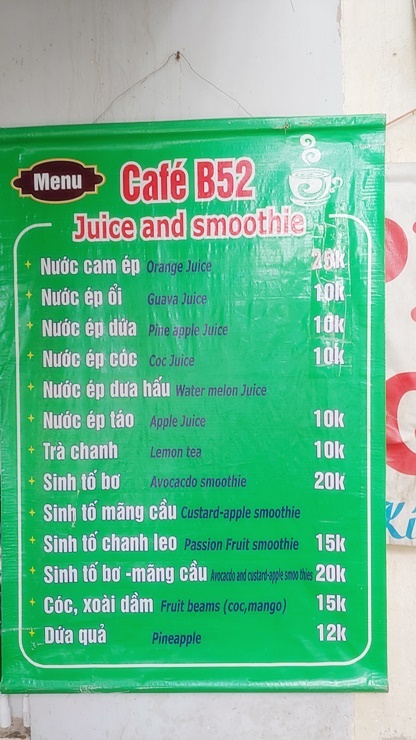 Menu
Café B52
Juice and smoothie
+ Nước cam ép Orange Juice
+ Nước ép ổi Guava Juice 10k
+ Nước ép dứa Pine apple Juice 10k
+ Nước ép cóc Coc Juice 10k
+ Nước ép dưa hấu Water melon Juice
+ Nước ép táo Apple Juice 10k
+ Trà chanh Lemon tea 10k
+ Sinh tố bơ Avocacdo smoothie 20k
+ Sinh tố mãng cầu Custard-apple smoothie
+ Sinh tố chanh leo Passion Fruit smoothie 15k
+ Sinh tố bơ -mãng cầu Avocacdo and custard-apple smoo thies 20k
+ Cóc, xoài dầm Fruit beams (coc,mango) 15k
+ Dứa quả Pineapple 12k